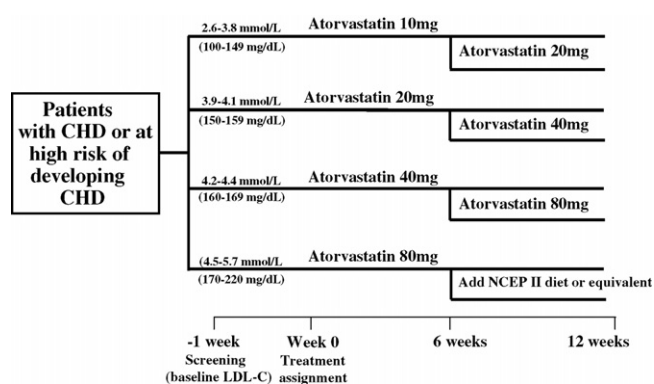 2.6-3.8 mmol/L Atorvastatin 10mg
(100-149 mg/dL)
Atorvastatin 20mg
3.9-4.1 mmol/L Atorvastatin 20mg
(150-159 mg/dL)
Atorvastatin 40mg
Patients
with CHD or at
high risk of
developing
CHD
4.2-4.4 mmol/L Atorvastatin 40mg
(160-169 mg/dL)
Atorvastatin 80mg
(4.5-5.7 mmol/L Atorvastatin 80mg
(170-220 mg/dL)
Add NCEP II diet or equivalent
-1 week Week 0 6 weeks 12 weeks
Screening Treatment
(baseline LDL-C) assignment